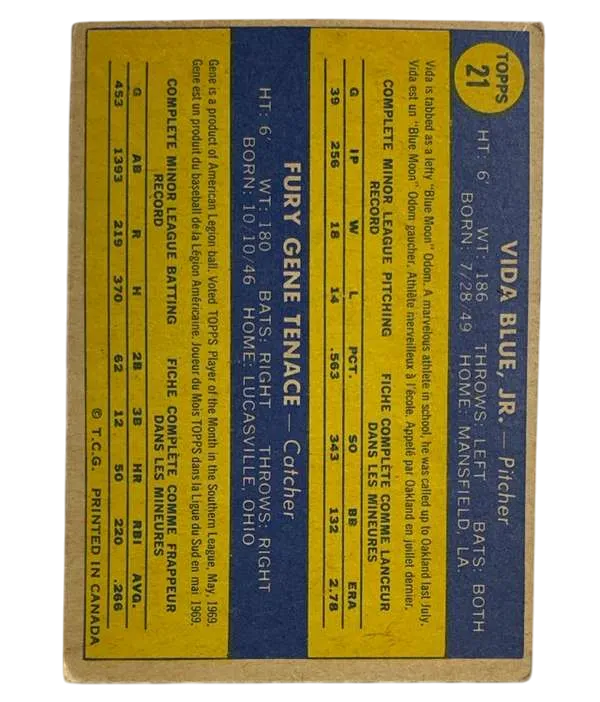 TOPPS
21
VIDA BLUE, JR. — Pitcher
HT: 6' WT: 186 THROWS: LEFT BATS: BOTH
BORN: 7/28/49 HOME: MANSFIELD, LA.
Vida is tabbed as a lefty "Blue Moon" Odom. A marvelous athlete in school, he was called up to Oakland last July.
Vida est un "Blue Moon" Odom gaucher. Athlète merveilleux à l'école. Appelé par Oakland en juillet dernier.
COMPLETE MINOR LEAGUE PITCHING RECORD FICHE COMPLÈTE COMME LANCEUR DANS LES MINEURES
G IP W L PCT. SO BB ERA
39 256 18 14 .563 343 132 2.78
FURY GENE TENACE — Catcher
HT: 6' WT: 180 BATS: RIGHT THROWS: RIGHT
BORN: 10/10/46 HOME: LUCASVILLE, OHIO
Gene is a product of American Legion ball. Voted TOPPS Player of the Month in the Southern League, May, 1969.
Gene est un produit du baseball de la Légion Américaine. Joueur du Mois TOPPS dans la Ligue du Sud en mai 1969.
COMPLETE MINOR LEAGUE BATTING RECORD FICHE COMPLÈTE COMME FRAPPEUR DANS LES MINEURES
G AB R H 2B 3B HR RBI AVG.
453 1393 219 370 62 12 50 220 .266
© T.C.G. PRINTED IN CANADA